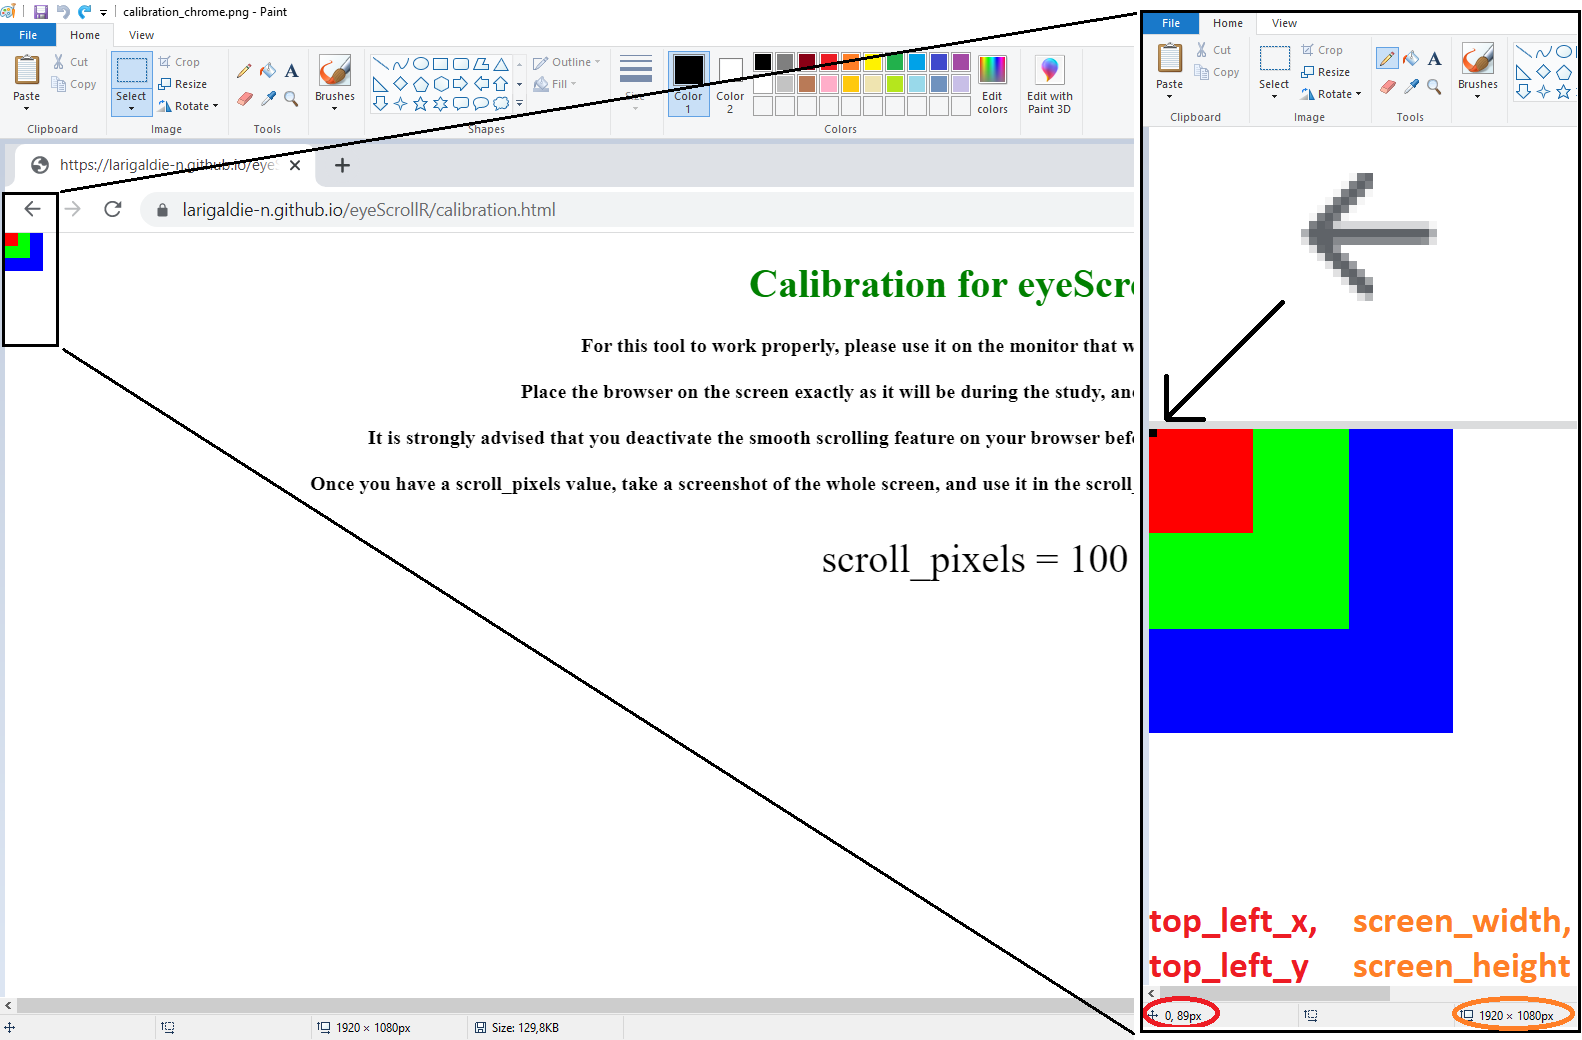 calibration_chrome.png - Paint
File Home View
Paste Cut Copy Clipboard
Select Crop Resize Rotate Image
Tools
Brushes
Shapes
Outline Fill
Size
Color 1 Color 2 Colors
Edit colors
Edit with Paint 3D
https://larigaldie-n.github.io/eye
larigaldie-n.github.io/eyeScrollR/calibration.html
Calibration for eyeScr
For this tool to work properly, please use it on the monitor that w
Place the browser on the screen exactly as it will be during the study, an
It is strongly advised that you deactivate the smooth scrolling feature on your browser bef
Once you have a scroll_pixels value, take a screenshot of the whole screen, and use it in the scroll_
scroll_pixels = 100
1920 × 1080px
Size: 129,8KB
File Home View
Paste Cut Copy Clipboard
Select Crop Resize Rotate Image
A
Tools
Brushes
top_left_x, screen_width,
top_left_y screen_height
0, 89px 1920 × 1080px